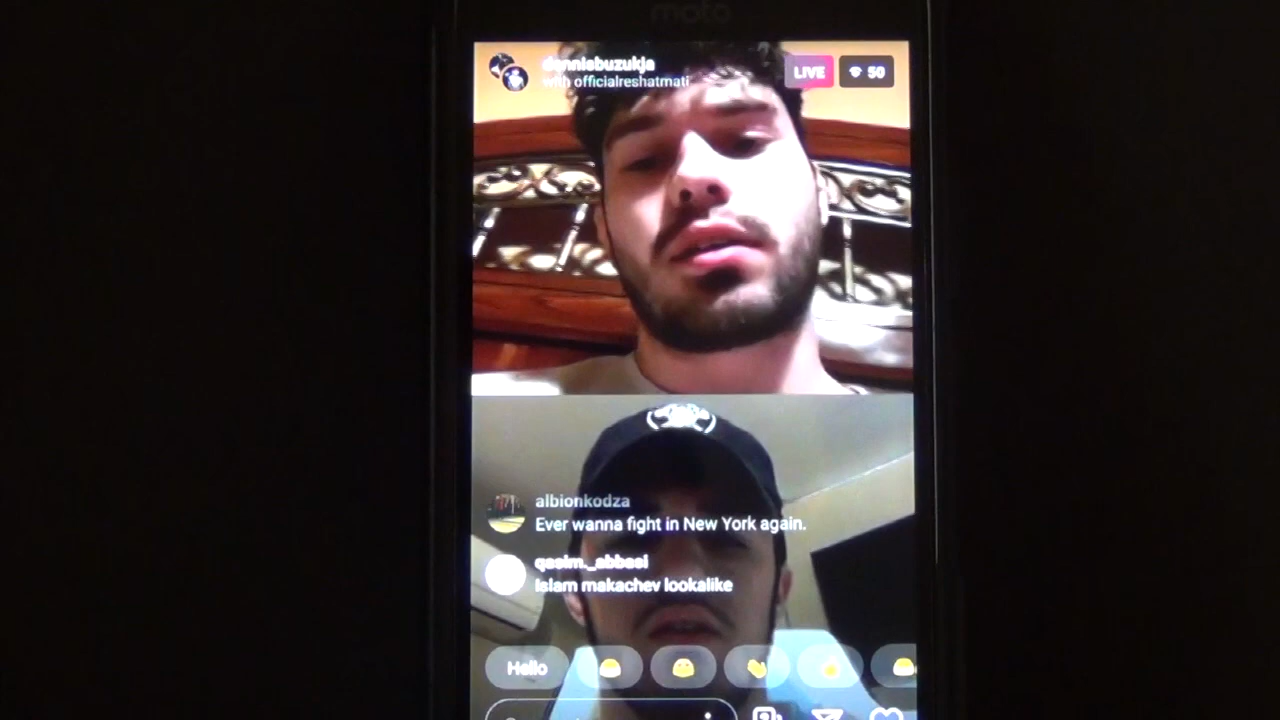 moto
dennisbuzukja
with officialreshatmati
LIVE
50
albionkodza
Ever wanna fight in New York again.
qasim._abbasi
Islam makachev lookalike
Hello